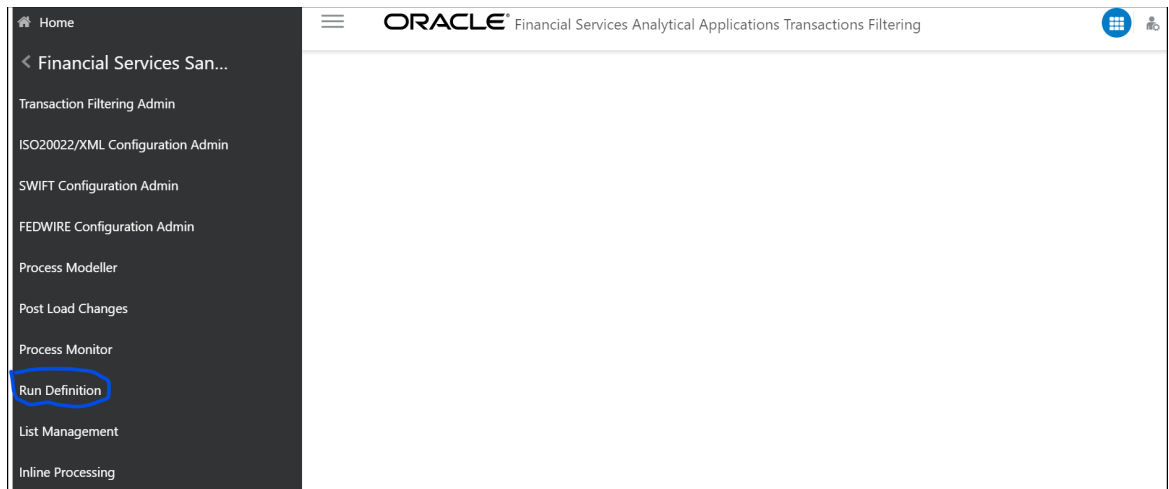 Home
ORACLE® Financial Services Analytical Applications Transactions Filtering
Financial Services San...
Transaction Filtering Admin
ISO20022/XML Configuration Admin
SWIFT Configuration Admin
FEDWIRE Configuration Admin
Process Modeller
Post Load Changes
Process Monitor
Run Definition
List Management
Inline Processing